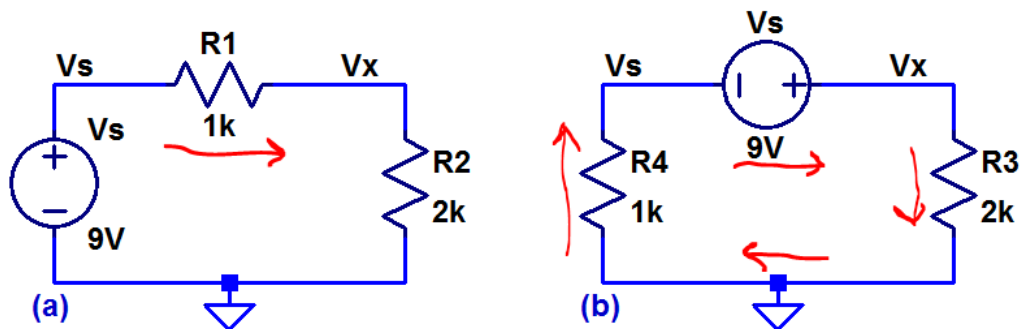 R1
Vs
Vx
1k
Vs
+
−
9V
R2
2k
(a)
Vs
Vs
Vx
− +
9V
R4
1k
R3
2k
(b)